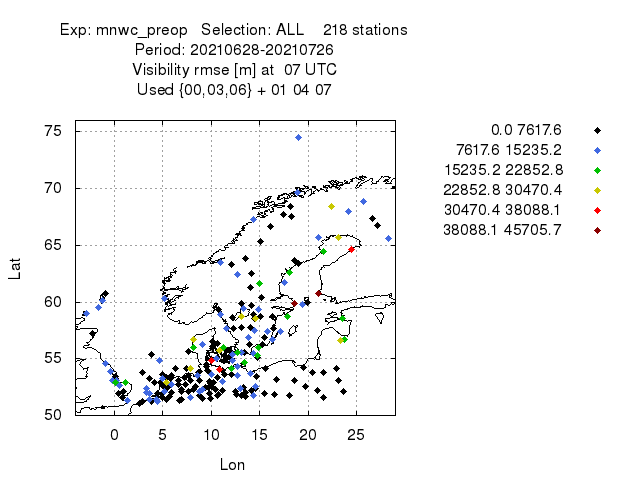 Exp: mnwc_preop   Selection: ALL    218 stations
Period: 20210628-20210726
Visibility rmse [m] at  07 UTC
Used {00,03,06} + 01 04 07
0.0 7617.6
7617.6 15235.2
15235.2 22852.8
22852.8 30470.4
30470.4 38088.1
38088.1 45705.7
75
70
65
60
55
50
Lat
0 5 10 15 20 25
Lon